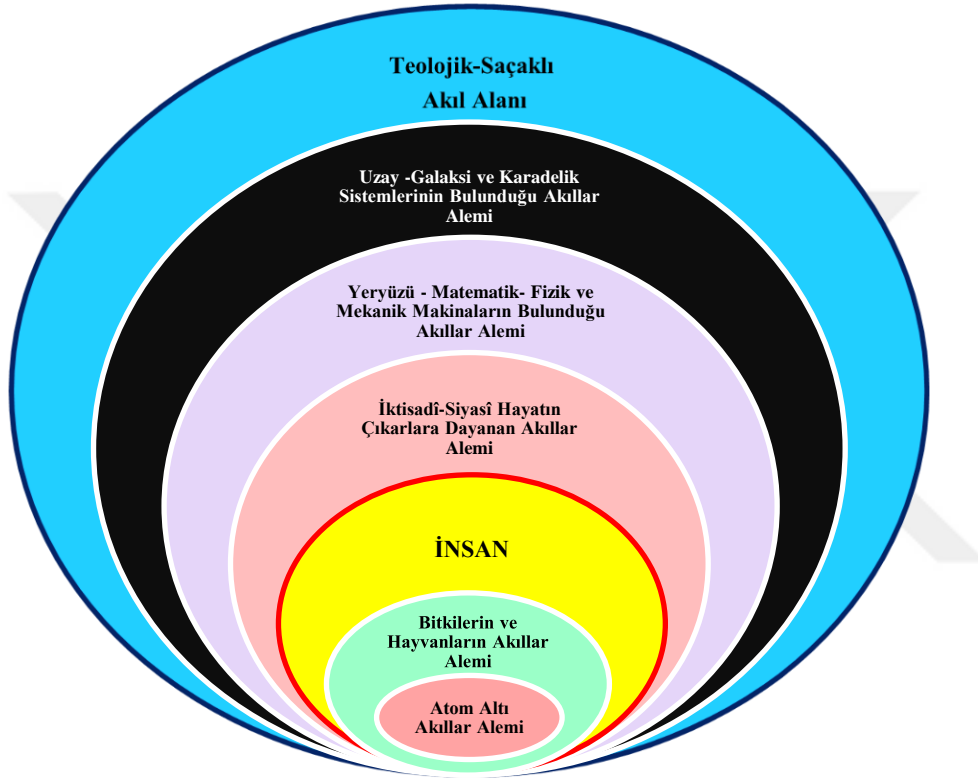 Teolojik-Saçaklı
Akıl Alanı
Uzay -Galaksi ve Karadelik
Sistemlerinin Bulunduğu Akıllar
Alemi
Yeryüzü - Matematik- Fizik ve
Mekanik Makinaların Bulunduğu
Akıllar Alemi
İktisadî-Siyasî Hayatın
Çıkarlara Dayanan Akıllar
Alemi
İNSAN
Bitkilerin ve
Hayvanların Akıllar
Alemi
Atom Altı
Akıllar Alemi